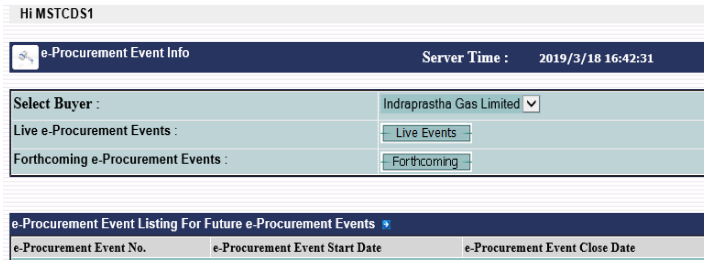 Hi MSTCDS1
e-Procurement Event Info Server Time : 2019/3/18 16:42:31
Select Buyer : Indraprastha Gas Limited
Live e-Procurement Events : Live Events
Forthcoming e-Procurement Events : Forthcoming
e-Procurement Event Listing For Future e-Procurement Events
e-Procurement Event No. e-Procurement Event Start Date e-Procurement Event Close Date